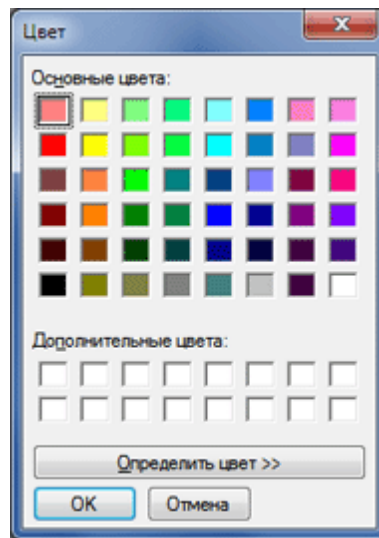 Цвет
Основные цвета:
Дополнительные цвета:
Определить цвет >>
OK
Отмена